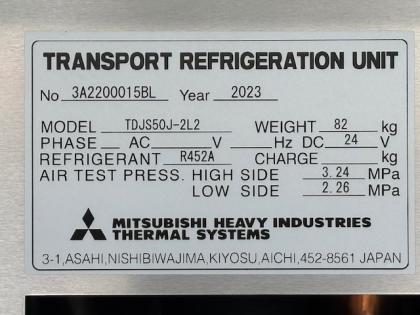 TRANSPORT REFRIGERATION UNIT
No 3A2200015BL Year 2023
MODEL TDJS50J-2L2 WEIGHT 82 kg
PHASE AC V Hz DC 24 V
REFRIGERANT R452A CHARGE kg
AIR TEST PRESS. HIGH SIDE 3.24 MPa
LOW SIDE 2.26 MPa
MITSUBISHI HEAVY INDUSTRIES
THERMAL SYSTEMS
3-1,ASAHI,NISHIBIWAJIMA,KIYOSU,AICHI,452-8561 JAPAN